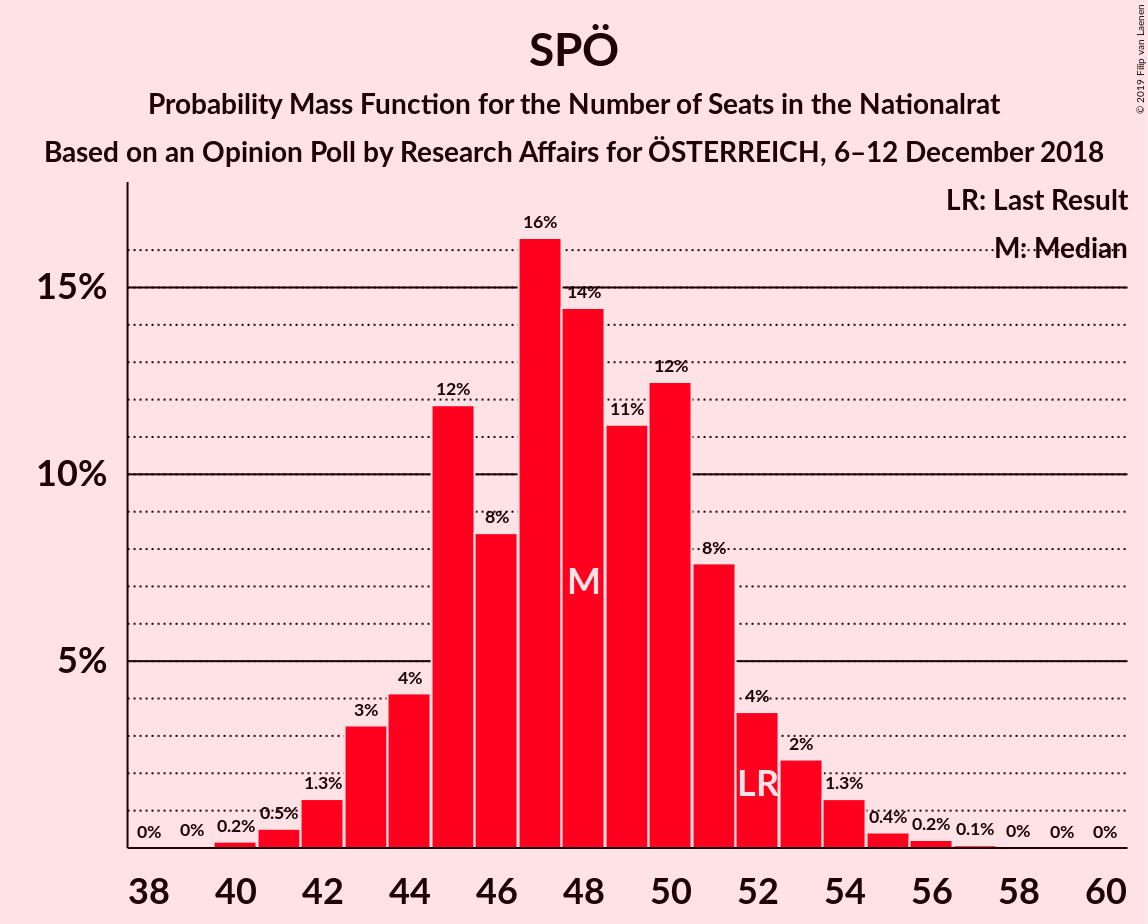 SPÖ
Probability Mass Function for the Number of Seats in the Nationalrat
Based on an Opinion Poll by Research Affairs for ÖSTERREICH, 6–12 December 2018
© 2019 Filip van Laenen
LR: Last Result
M: Median
15%
10%
5%
0%
0%
0.2%
0.5%
1.3%
3%
4%
12%
8%
16%
14%
11%
12%
8%
4%
2%
1.3%
0.4%
0.2%
0.1%
0%
0%
0%
M
LR
38 40 42 44 46 48 50 52 54 56 58 60